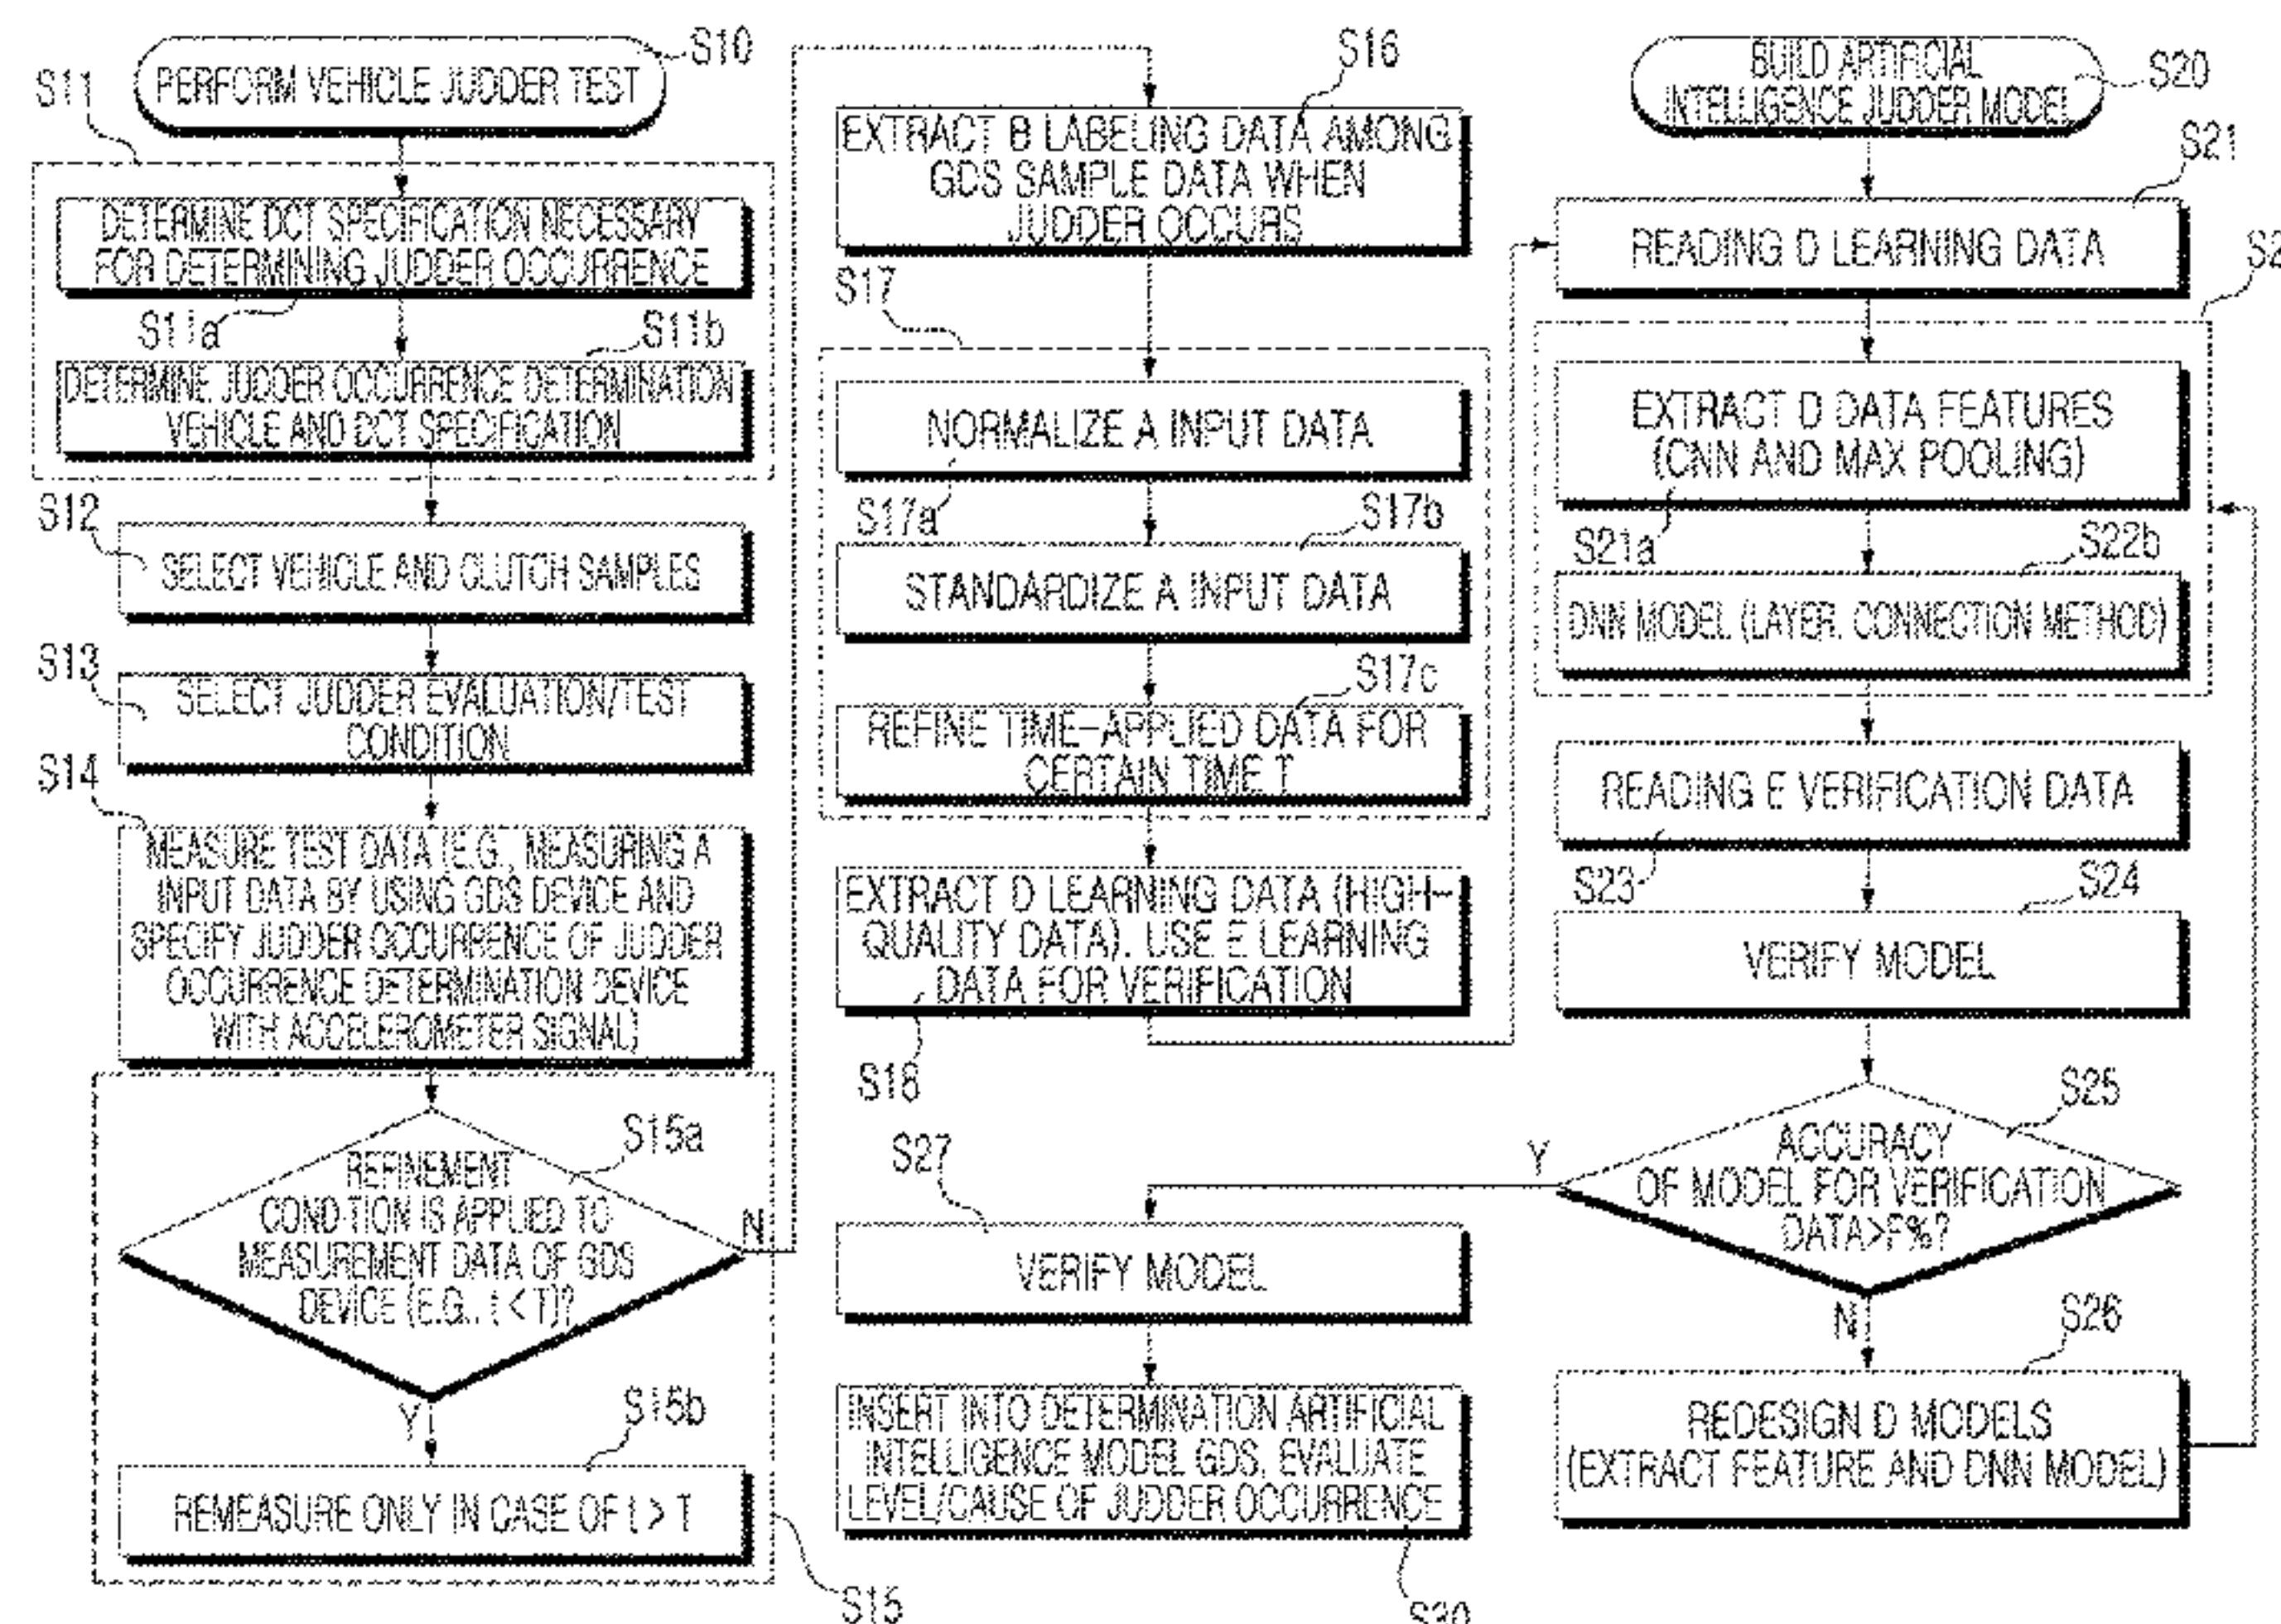 S10
PERFORM VEHICLE JUDDER TEST
S11
DETERMINE DCT SPECIFICATION NECESSARY
FOR DETERMINING JUDDER OCCURRENCE
S11a
S11b
DETERMINE JUDDER OCCURRENCE DETERMINATION
VEHICLE AND DCT SPECIFICATION
S12
SELECT VEHICLE AND CLUTCH SAMPLES
S13
SELECT JUDDER EVALUATION/TEST
CONDITION
S14
MEASURE TEST DATA (E.G., MEASURING A
INPUT DATA BY USING GDS DEVICE AND
SPECIFY JUDDER OCCURRENCE OF JUDDER
OCCURRENCE DETERMINATION DEVICE
WITH ACCELEROMETER SIGNAL)
S15a
REFINEMENT
CONDITION IS APPLIED TO
MEASUREMENT DATA OF GDS
DEVICE (E.G., t < T)?
N
Y
S15b
REMEASURE ONLY IN CASE OF t > T
S15
S16
EXTRACT B LABELING DATA AMONG
GDS SAMPLE DATA WHEN
JUDDER OCCURS
S17
NORMALIZE A INPUT DATA
S17a
S17b
STANDARDIZE A INPUT DATA
S17c
REFINE TIME-APPLIED DATA FOR
CERTAIN TIME T
EXTRACT D LEARNING DATA (HIGH-
QUALITY DATA). USE E LEARNING
DATA FOR VERIFICATION
S18
S27
VERIFY MODEL
INSERT INTO DETERMINATION ARTIFICIAL
INTELLIGENCE MODEL GDS, EVALUATE
LEVEL/CAUSE OF JUDDER OCCURRENCE
S30
BUILD ARTIFICIAL
INTELLIGENCE JUDDER MODEL
S20
S21
READING D LEARNING DATA
EXTRACT D DATA FEATURES
(CNN AND MAX POOLING)
S21a
S22b
DNN MODEL (LAYER, CONNECTION METHOD)
READING E VERIFICATION DATA
S23
S24
VERIFY MODEL
S25
ACCURACY
OF MODEL FOR VERIFICATION
DATA>F%?
Y
N
S26
REDESIGN D MODELS
(EXTRACT FEATURE AND DNN MODEL)